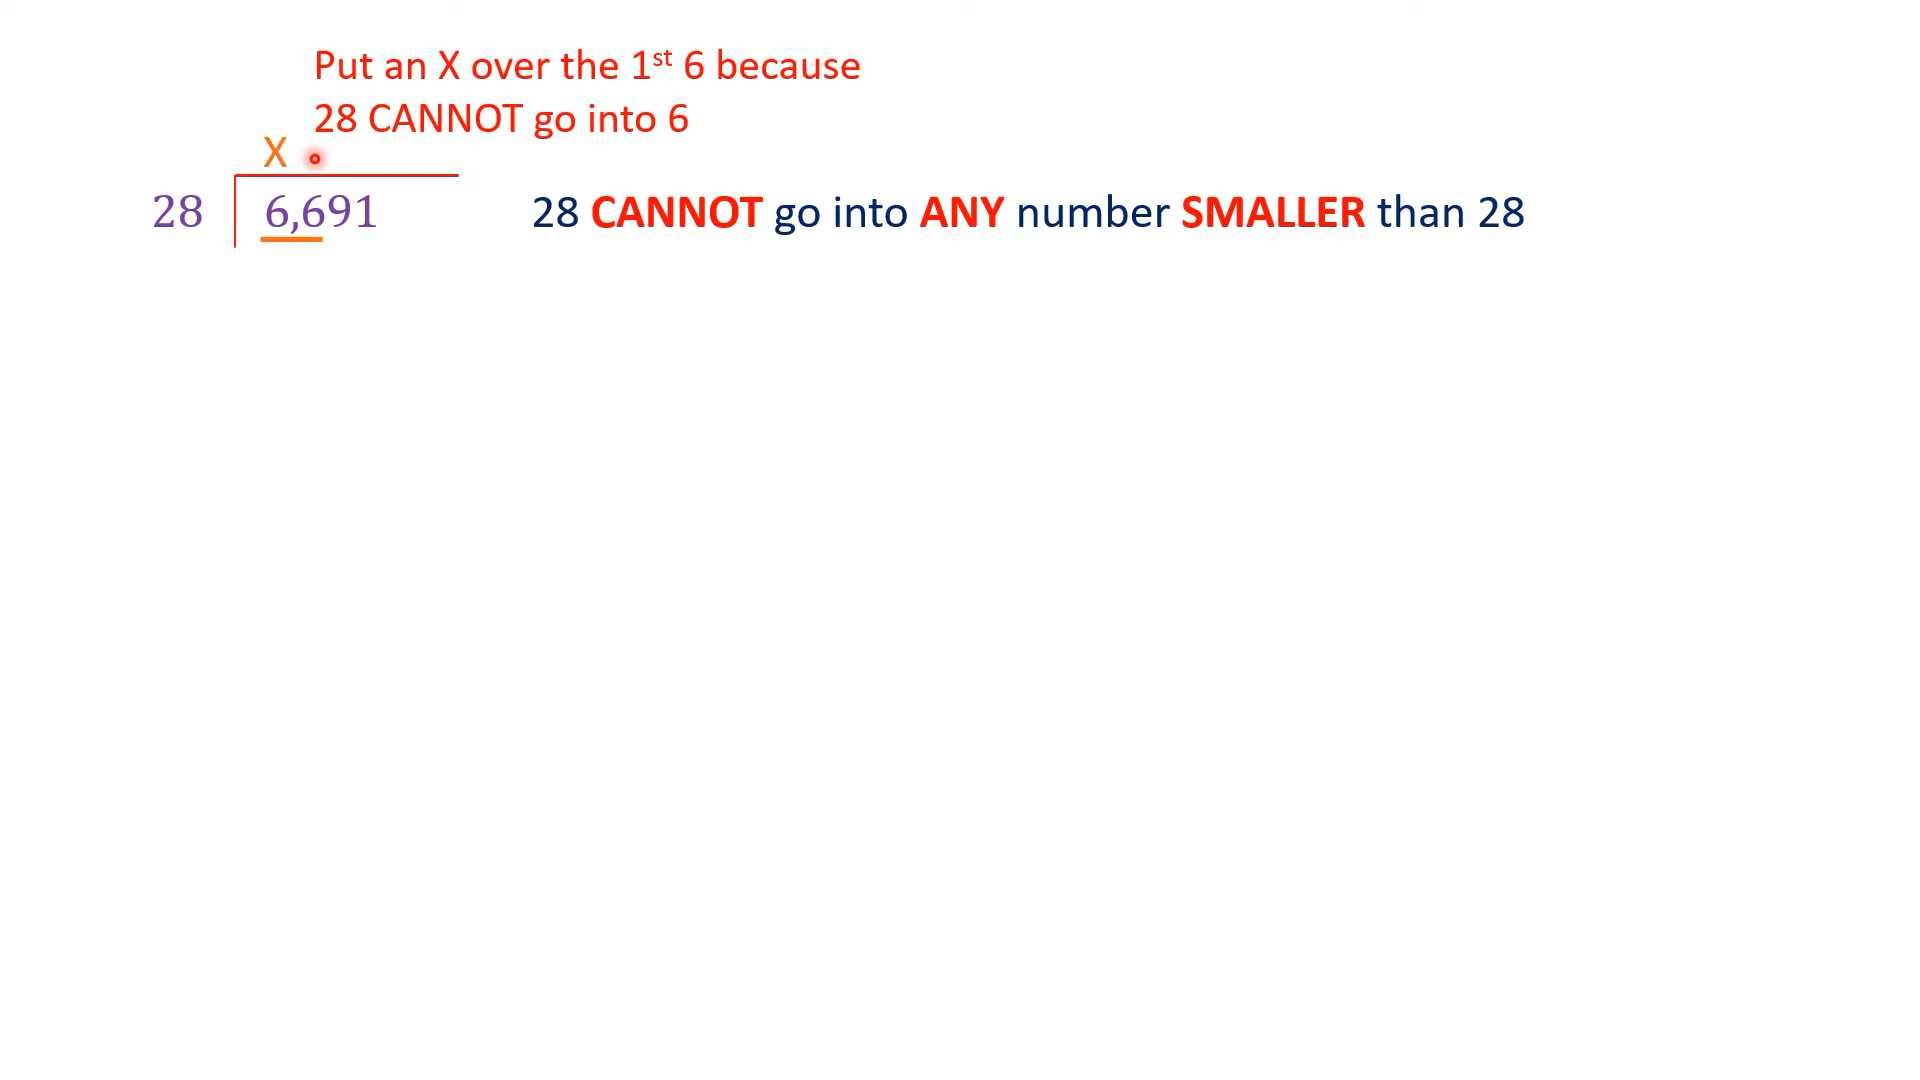 Put an X over the 1st 6 because
28 CANNOT go into 6
X
28 6,691 28 CANNOT go into ANY number SMALLER than 28